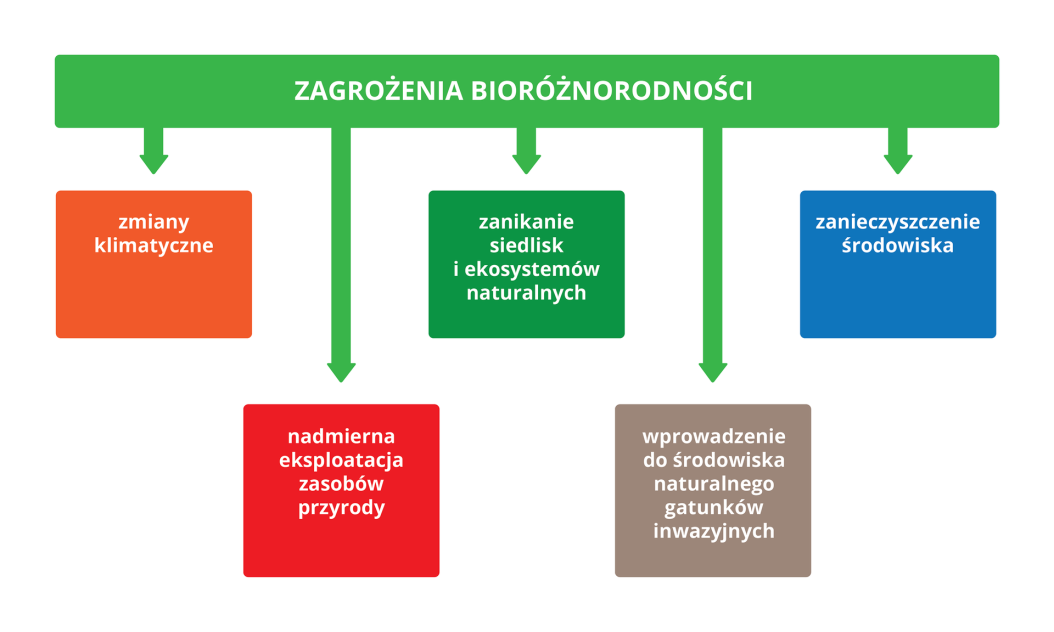 ZAGROŻENIA BIORÓŻNORODNOŚCI
zmiany
klimatyczne
nadmierna
eksploatacja
zasobów
przyrody
zanikanie
siedlisk
i ekosystemów
naturalnych
wprowadzenie
do środowiska
naturalnego
gatunków
inwazyjnych
zanieczyszczenie
środowiska